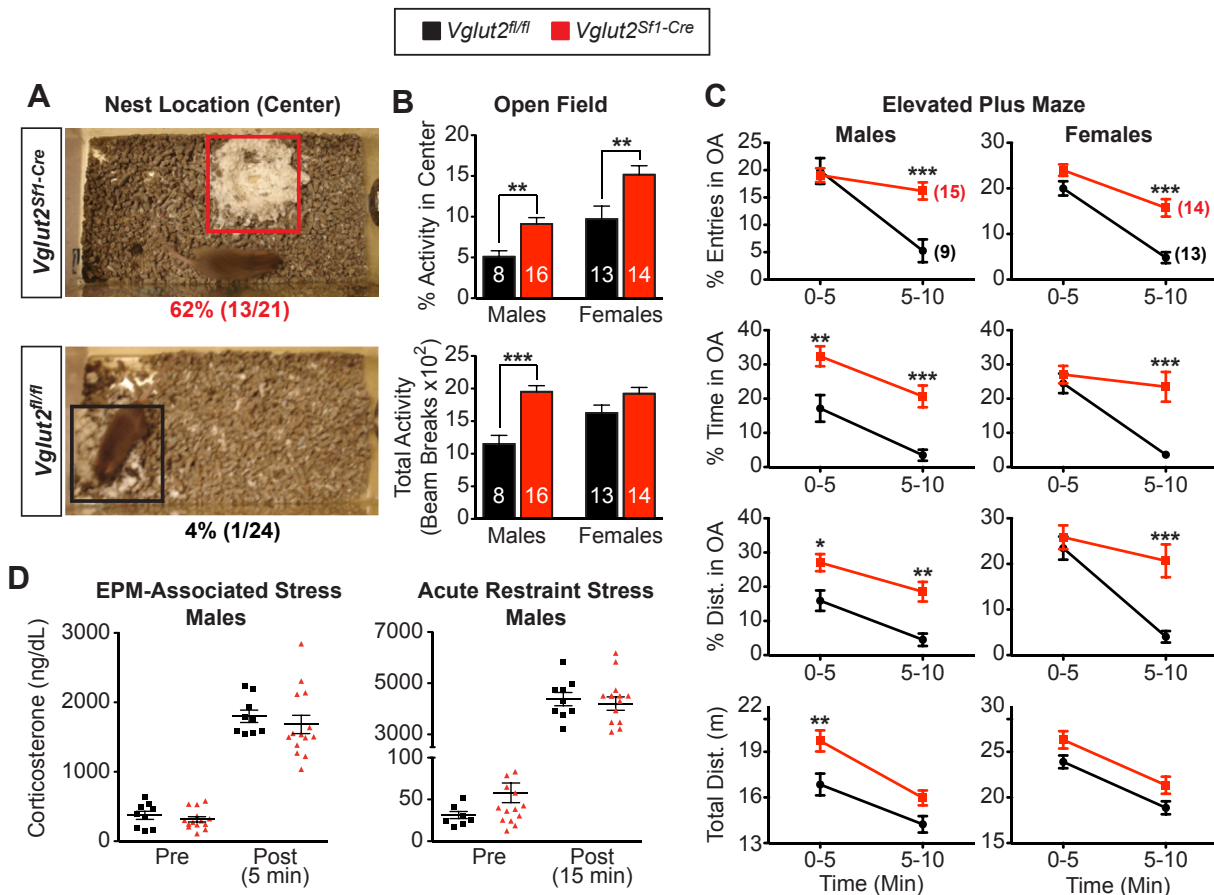 Vglut2fl/fl Vglut2Sf1-Cre
A
Nest Location (Center)
Vglut2Sf1-Cre
62% (13/21)
Vglut2fl/fl
4% (1/24)
B
Open Field
% Activity in Center
20
15
10
5
0
** **
8 16 13 14
Males Females
Total Activity
(Beam Breaks x102)
25
20
15
10
5
0
***
8 16 13 14
Males Females
C
Elevated Plus Maze
Males Females
% Entries in OA
25
20
15
10
5
0
***
(15)
(9)
0-5 5-10
30
20
10
0
***
(14)
(13)
0-5 5-10
% Time in OA
40
30
20
10
0
**
***
0-5 5-10
40
30
20
10
0
***
0-5 5-10
% Dist. in OA
40
30
20
10
0
*
**
0-5 5-10
30
20
10
0
***
0-5 5-10
Total Dist. (m)
22
19
16
13
**
0-5 5-10
Time (Min)
30
25
20
15
0-5 5-10
Time (Min)
D
EPM-Associated Stress
Males
Corticosterone (ng/dL)
3000
2000
1000
0
Pre Post
(5 min)
Acute Restraint Stress
Males
7000
5000
3000
100
50
0
Pre Post
(15 min)